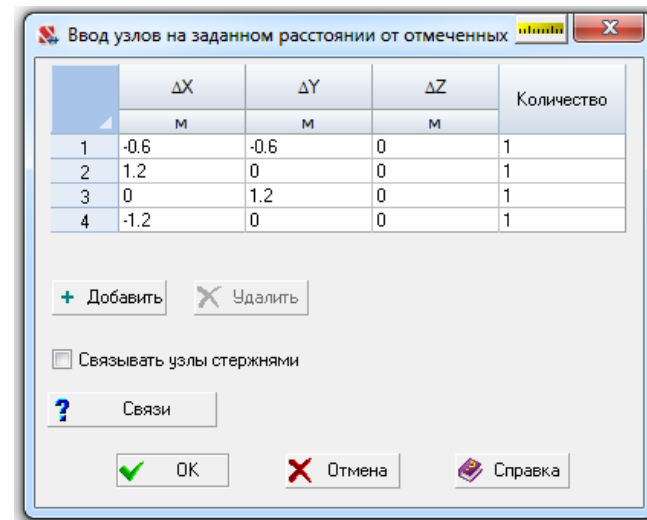 Ввод узлов на заданном расстоянии от отмеченных
ΔX ΔY ΔZ Количество
м м м
1 -0.6 -0.6 0 1
2 1.2 0 0 1
3 0 1.2 0 1
4 -1.2 0 0 1
+ Добавить Удалить
Связывать узлы стержнями
? Связи
OK Отмена Справка